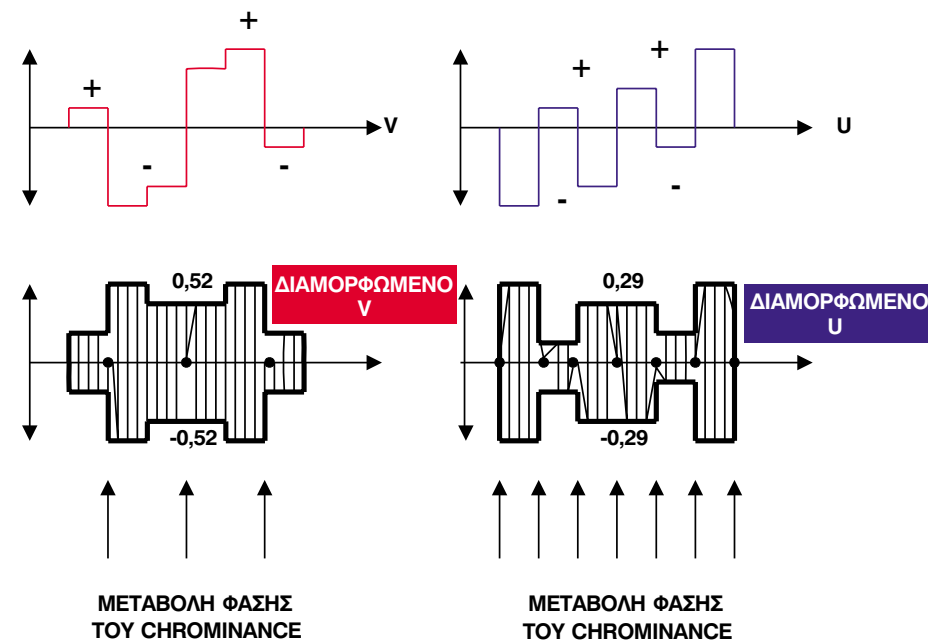 +
+
+
+
V
U
-
-
-
-
0,52
ΔΙΑΜΟΡΦΩΜΕΝΟ
V
0,29
ΔΙΑΜΟΡΦΩΜΕΝΟ
U
-0,52
-0,29
ΜΕΤΑΒΟΛΗ ΦΑΣΗΣ
ΤΟΥ CHROMINANCE
ΜΕΤΑΒΟΛΗ ΦΑΣΗΣ
ΤΟΥ CHROMINANCE